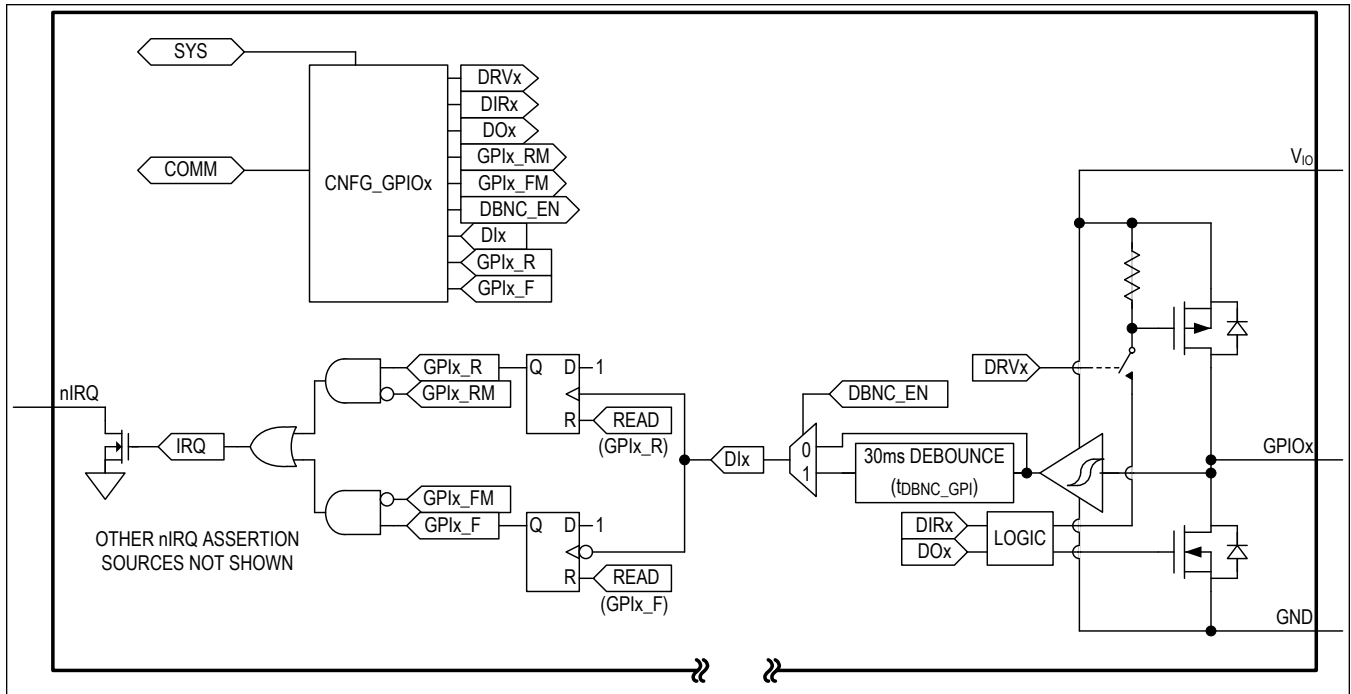 SYS
COMM
CNFG_GPIOx
DRVx
DIRx
DOx
GPIx_RM
GPIx_FM
DBNC_EN
DIx
GPIx_R
GPIx_F
VIO
nIRQ
IRQ
GPIx_R
GPIx_RM
Q
D
1
R
READ
(GPIx_R)
GPIx_FM
GPIx_F
Q
D
1
R
READ
(GPIx_F)
OTHER nIRQ ASSERTION
SOURCES NOT SHOWN
DIx
DBNC_EN
0
1
30ms DEBOUNCE
(tDBNC_GPI)
DRVx
DIRx
DOx
LOGIC
GPIOx
GND